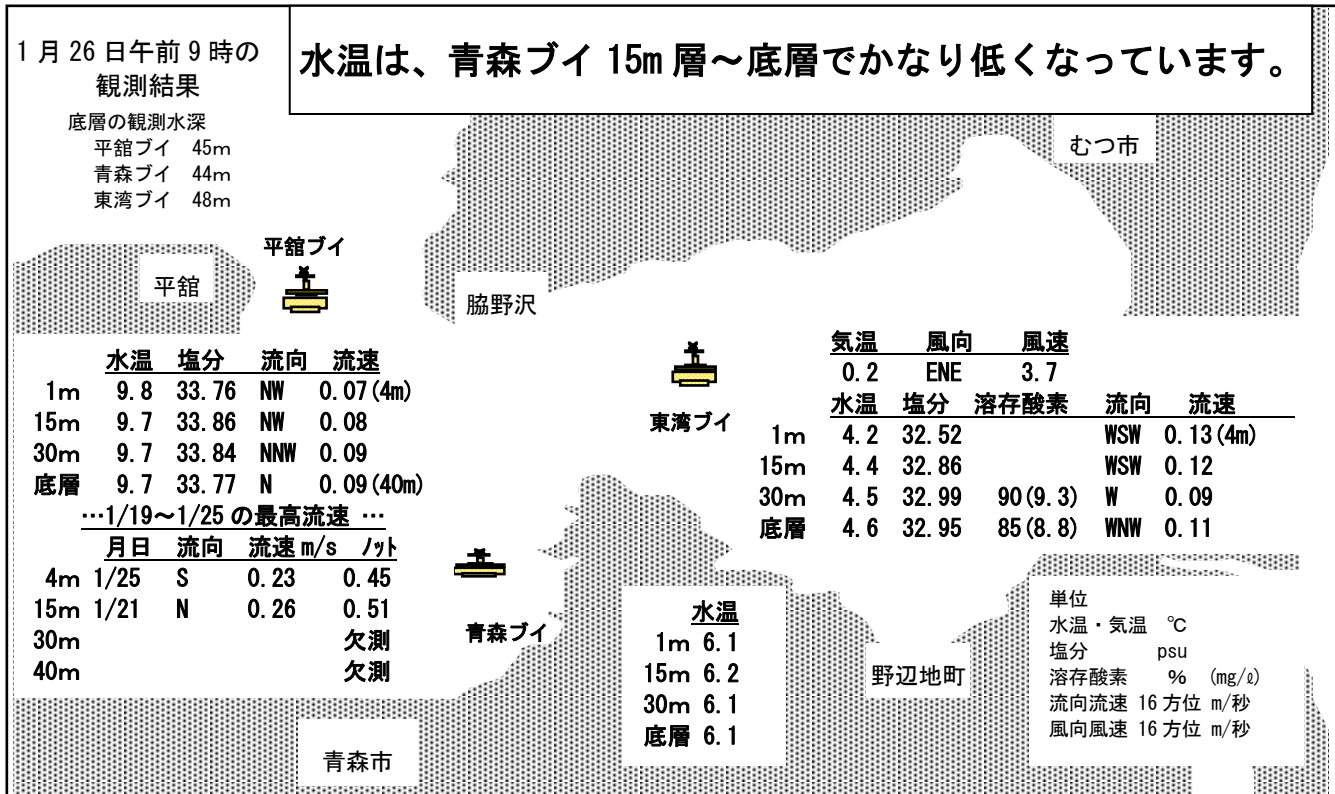 1月26日午前9時の
観測結果
水温は、青森ブイ15m層～底層でかなり低くなっています。
底層の観測水深
平舘ブイ 45m
青森ブイ 44m
東湾ブイ 48m
むつ市
平舘ブイ
平舘
脇野沢
水温 塩分 流向 流速
1m 9.8 33.76 NW 0.07(4m)
15m 9.7 33.86 NW 0.08
30m 9.7 33.84 NNW 0.09
底層 9.7 33.77 N 0.09(40m)
…1/19～1/25の最高流速…
月日 流向 流速m/s ﾉｯﾄ
4m 1/25 S 0.23 0.45
15m 1/21 N 0.26 0.51
30m 欠測
40m 欠測
東湾ブイ
気温 風向 風速
0.2 ENE 3.7
水温 塩分 溶存酸素 流向 流速
1m 4.2 32.52 WSW 0.13(4m)
15m 4.4 32.86 WSW 0.12
30m 4.5 32.99 90(9.3) W 0.09
底層 4.6 32.95 85(8.8) WNW 0.11
青森ブイ
水温
1m 6.1
15m 6.2
30m 6.1
底層 6.1
野辺地町
青森市
単位
水温・気温 ℃
塩分 psu
溶存酸素 % (mg/ℓ)
流向流速 16方位 m/秒
風向風速 16方位 m/秒